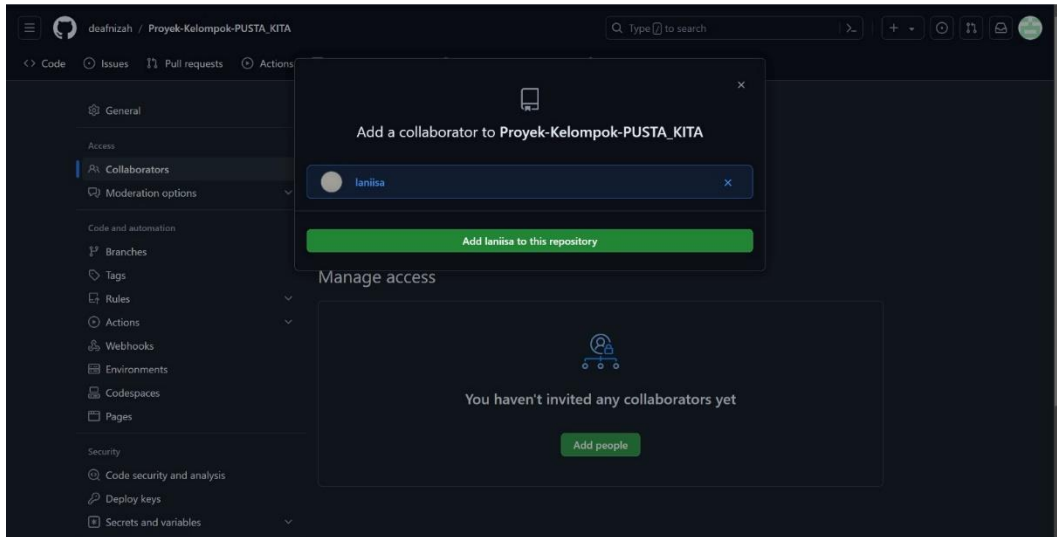 deafnizah / Proyek-Kelompok-PUSTA_KITA
Type / to search
Code
Issues
Pull requests
Actions
Add a collaborator to Proyek-Kelompok-PUSTA_KITA
laniisa
Add laniisa to this repository
General
Access
Collaborators
Moderation options
Code and automation
Branches
Tags
Rules
Actions
Webhooks
Environments
Codespaces
Pages
Security
Code security and analysis
Deploy keys
Secrets and variables
Manage access
You haven't invited any collaborators yet
Add people